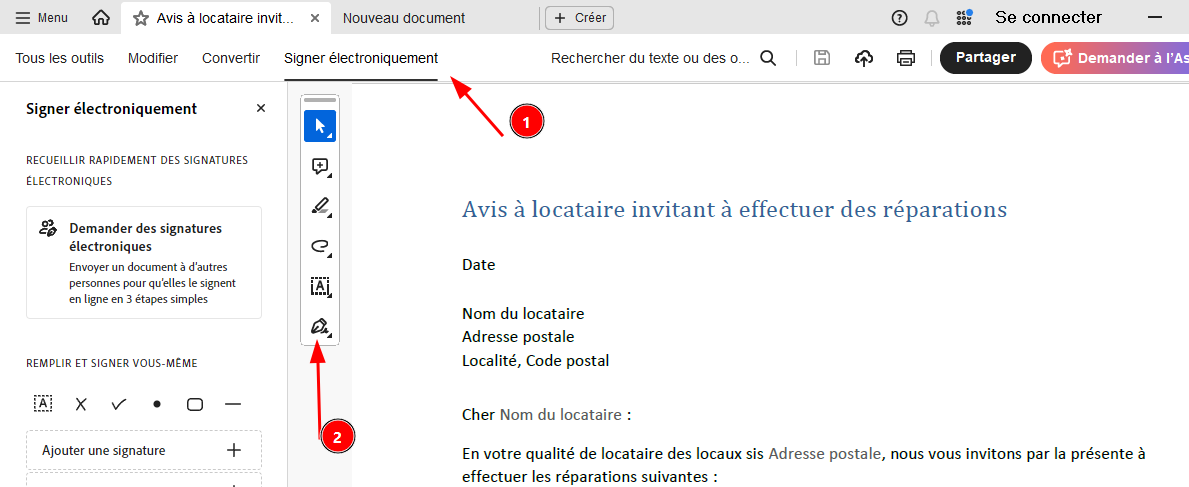 Menu
Avis à locataire invit...
Nouveau document
Créer
Se connecter
Tous les outils
Modifier
Convertir
Signer électroniquement
Rechercher du texte ou des o...
Partager
Demander à l'As
1
Signer électroniquement
RECUEILLIR RAPIDEMENT DES SIGNATURES
ÉLECTRONIQUES
Demander des signatures
électroniques
Envoyer un document à d'autres
personnes pour qu'elles le signent
en ligne en 3 étapes simples
REMPLIR ET SIGNER VOUS-MÊME
Ajouter une signature
2
Avis à locataire invitant à effectuer des réparations
Date
Nom du locataire
Adresse postale
Localité, Code postal
Cher Nom du locataire :
En votre qualité de locataire des locaux sis Adresse postale, nous vous invitons par la présente à
effectuer les réparations suivantes :